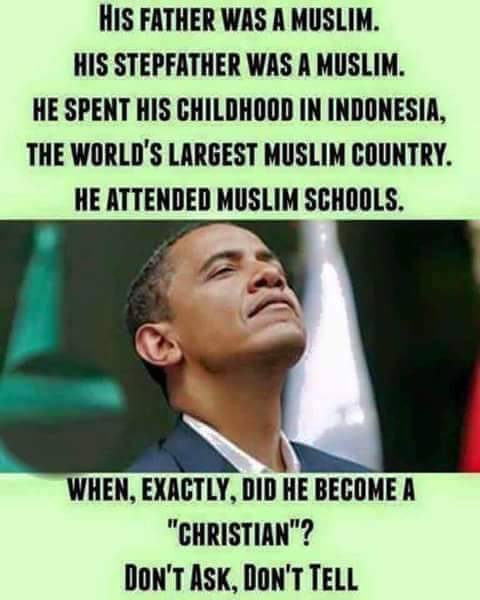 HIS FATHER WAS A MUSLIM.
HIS STEPFATHER WAS A MUSLIM.
HE SPENT HIS CHILDHOOD IN INDONESIA,
THE WORLD'S LARGEST MUSLIM COUNTRY.
HE ATTENDED MUSLIM SCHOOLS.
WHEN, EXACTLY, DID HE BECOME A
"CHRISTIAN"?
DON'T ASK, DON'T TELL